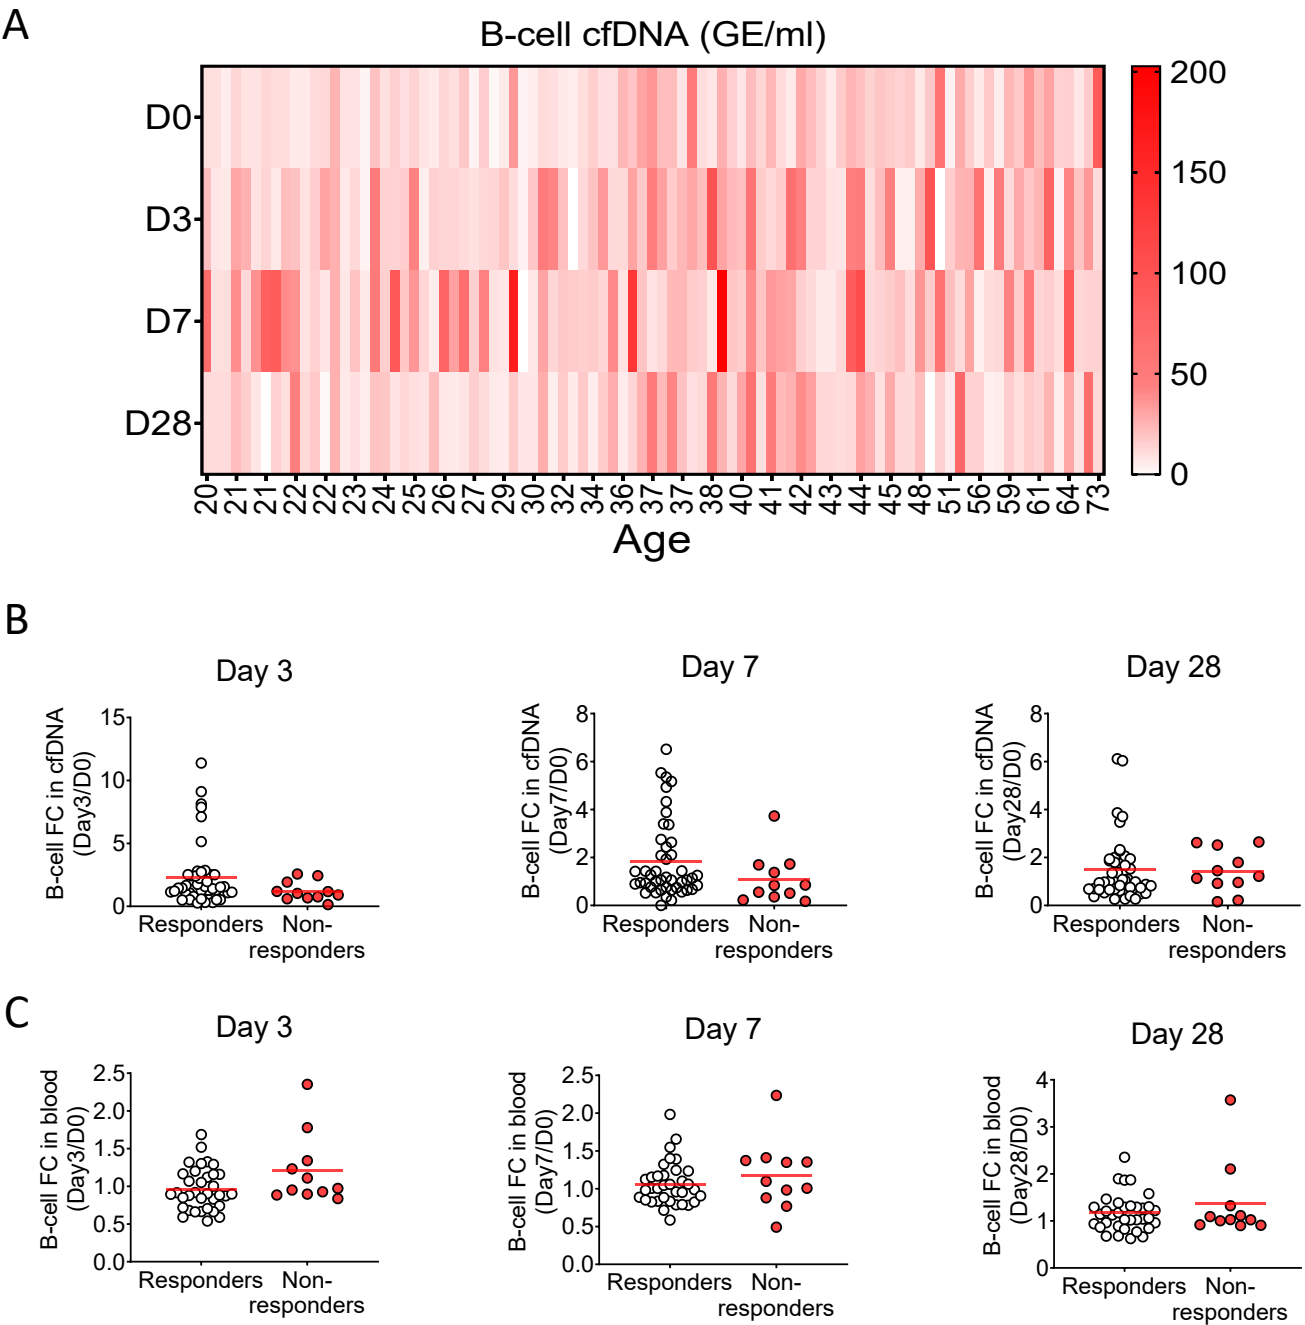 A
B-cell cfDNA (GE/ml)
D0
D3
D7
D28
200
150
100
50
0
20 21 21 22 22 23 24 25 26 27 29 30 32 34 36 37 37 38 40 41 42 43 44 45 48 51 56 59 61 64 73
Age
B
Day 3
B-cell FC in cfDNA
(Day3/D0)
15
10
5
0
Responders
Non-
responders
Day 7
B-cell FC in cfDNA
(Day7/D0)
8
6
4
2
0
Responders
Non-
responders
Day 28
B-cell FC in cfDNA
(Day28/D0)
8
6
4
2
0
Responders
Non-
responders
C
Day 3
B-cell FC in blood
(Day3/D0)
2.5
2.0
1.5
1.0
0.5
0.0
Responders
Non-
responders
Day 7
B-cell FC in blood
(Day7/D0)
2.5
2.0
1.5
1.0
0.5
0.0
Responders
Non-
responders
Day 28
B-cell FC in blood
(Day28/D0)
4
3
2
1
0
Responders
Non-
responders